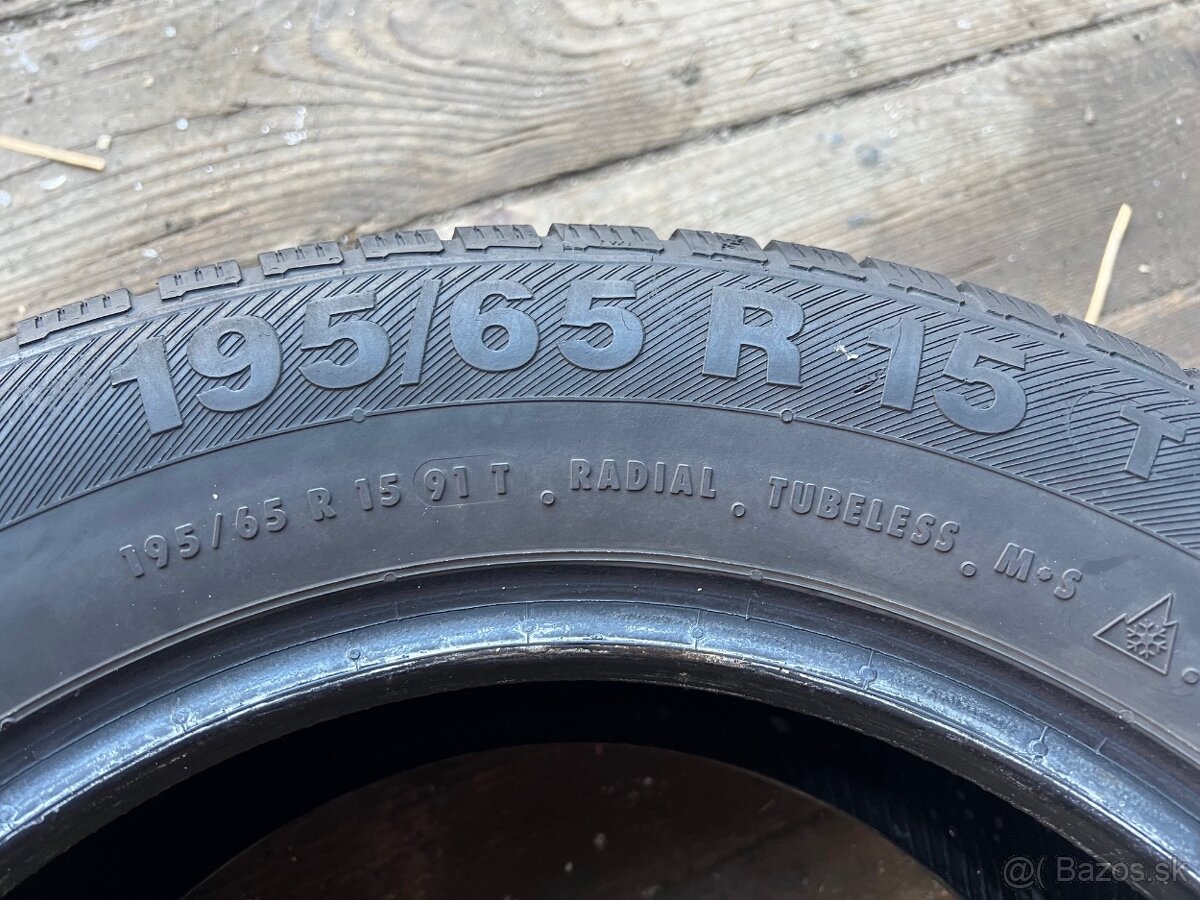 195/65 R 15 T
195/65 R 15 91 T . RADIAL . TUBELESS . M•S .
@( Bazos.sk